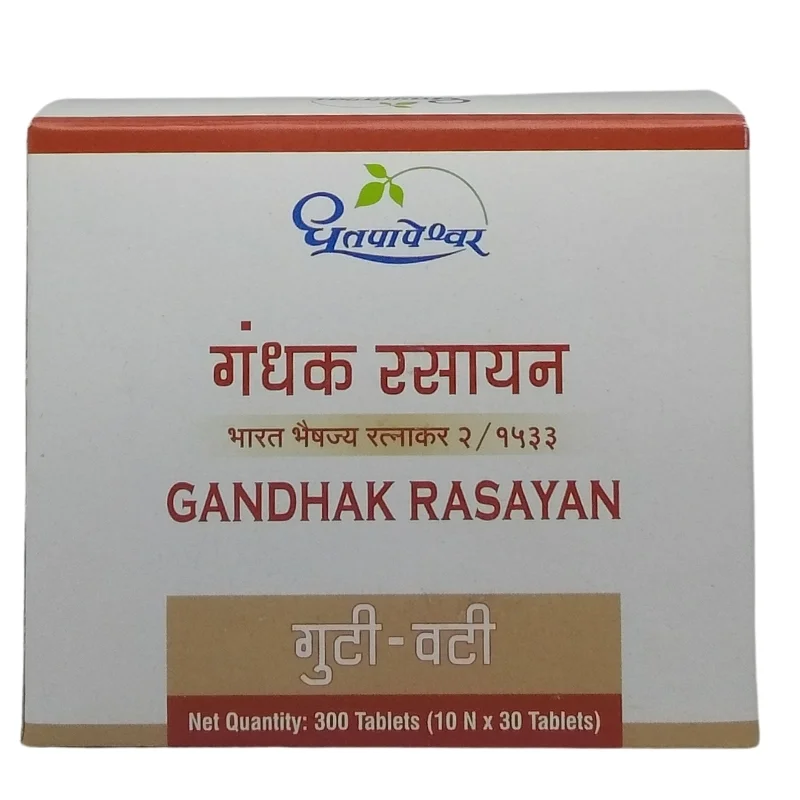 धूतपापेश्वर
गंधक रसायन
भारत भैषज्य रत्नाकर २/१५३३
GANDHAK RASAYAN
गुटी - वटी
Net Quantity: 300 Tablets (10 N x 30 Tablets)